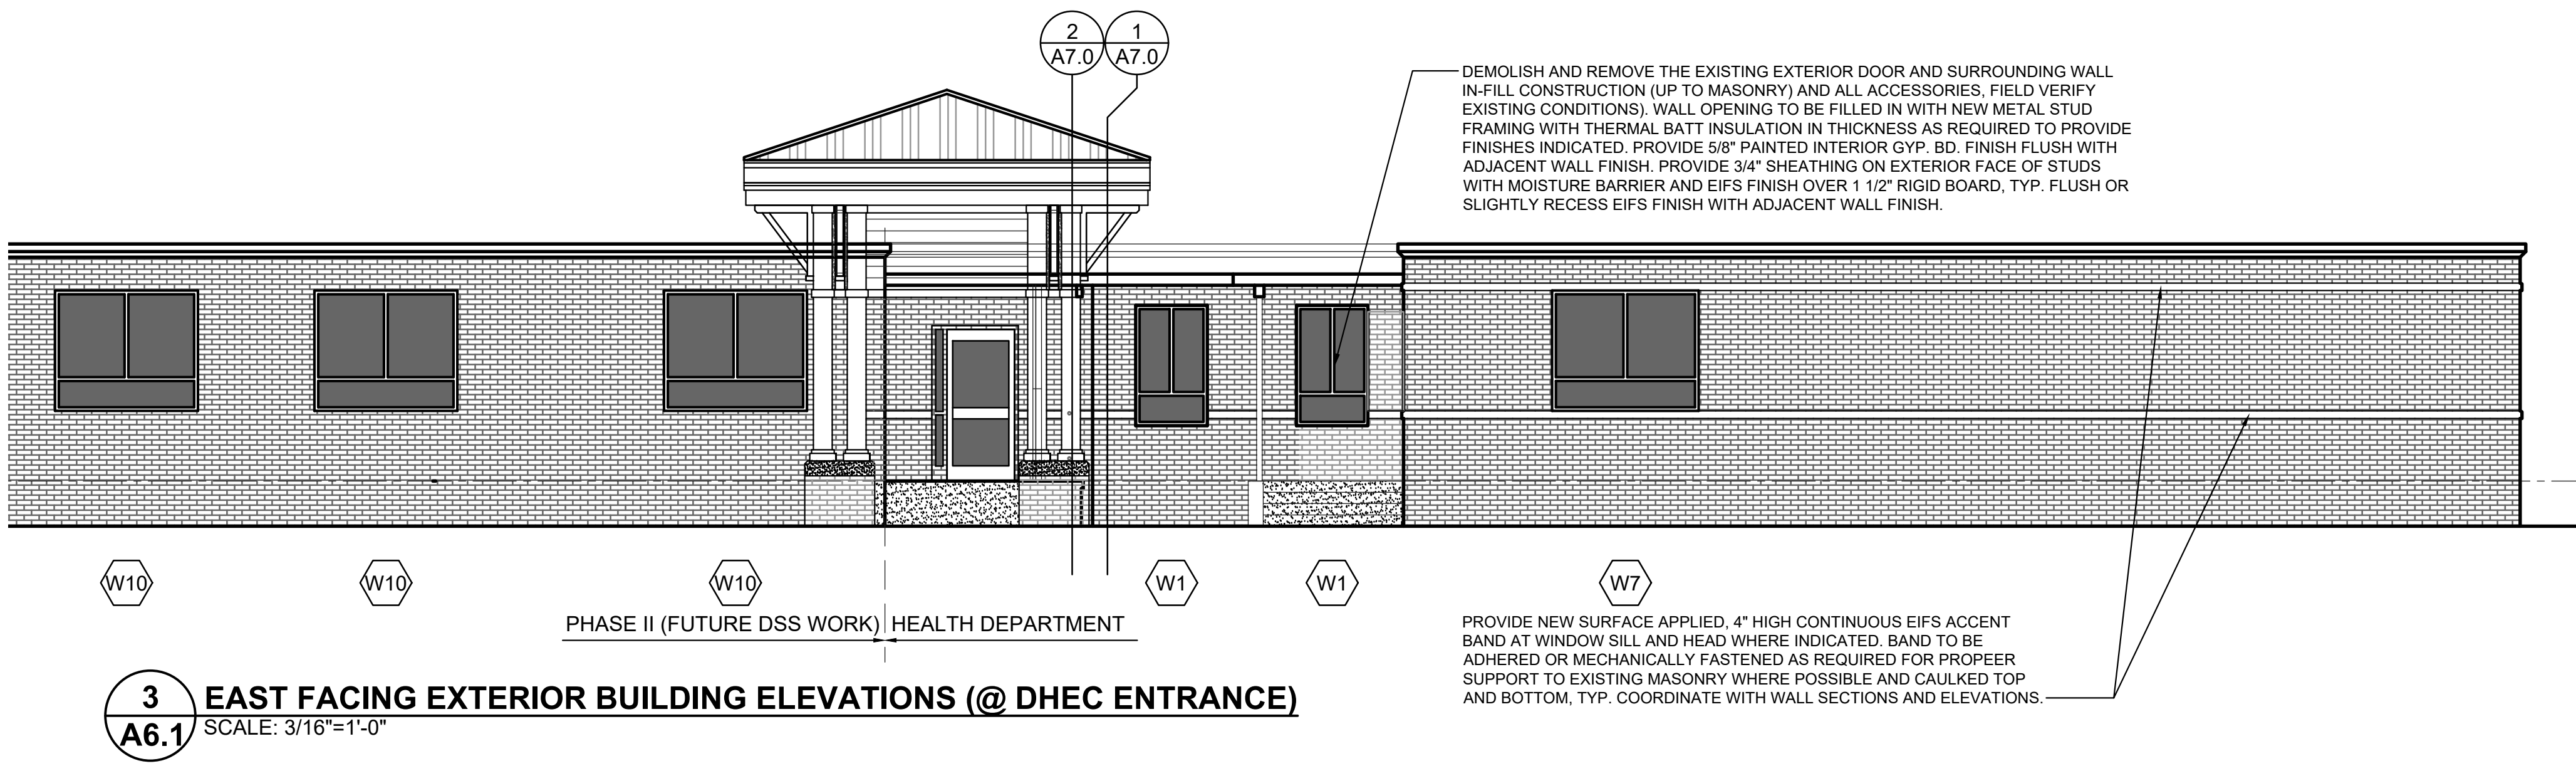 2
A7.0
1
A7.0
DEMOLISH AND REMOVE THE EXISTING EXTERIOR DOOR AND SURROUNDING WALL
IN-FILL CONSTRUCTION (UP TO MASONRY) AND ALL ACCESSORIES, FIELD VERIFY
EXISTING CONDITIONS). WALL OPENING TO BE FILLED IN WITH NEW METAL STUD
FRAMING WITH THERMAL BATT INSULATION IN THICKNESS AS REQUIRED TO PROVIDE
FINISHES INDICATED. PROVIDE 5/8" PAINTED INTERIOR GYP. BD. FINISH FLUSH WITH
ADJACENT WALL FINISH. PROVIDE 3/4" SHEATHING ON EXTERIOR FACE OF STUDS
WITH MOISTURE BARRIER AND EIFS FINISH OVER 1 1/2" RIGID BOARD, TYP. FLUSH OR
SLIGHTLY RECESS EIFS FINISH WITH ADJACENT WALL FINISH.
W10
W10
W10
W1
W1
W7
PHASE II (FUTURE DSS WORK)
HEALTH DEPARTMENT
PROVIDE NEW SURFACE APPLIED, 4" HIGH CONTINUOUS EIFS ACCENT
BAND AT WINDOW SILL AND HEAD WHERE INDICATED. BAND TO BE
ADHERED OR MECHANICALLY FASTENED AS REQUIRED FOR PROPEER
SUPPORT TO EXISTING MASONRY WHERE POSSIBLE AND CAULKED TOP
AND BOTTOM, TYP. COORDINATE WITH WALL SECTIONS AND ELEVATIONS.
3
A6.1
EAST FACING EXTERIOR BUILDING ELEVATIONS (@ DHEC ENTRANCE)
SCALE: 3/16"=1'-0"